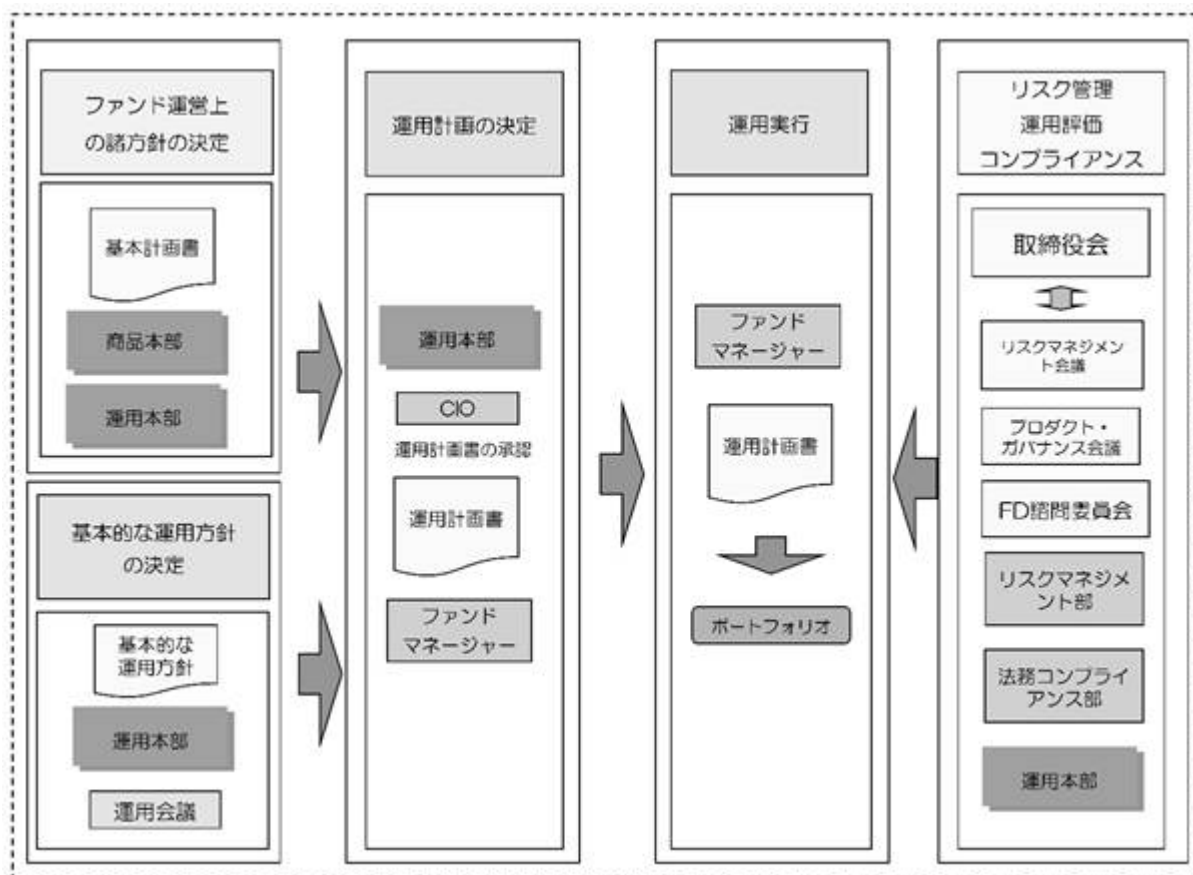 ファンド運営上
の諸方針の決定
基本計画書
商品本部
運用本部
基本的な運用方針
の決定
基本的な
運用方針
運用本部
運用会議
運用計画の決定
運用本部
CIO
運用計画書の承認
運用計画書
ファンド
マネージャー
運用実行
ファンド
マネージャー
運用計画書
ポートフォリオ
リスク管理
運用評価
コンプライアンス
取締役会
リスクマネジメン
ト会議
プロダクト・
ガバナンス会議
FD諮問委員会
リスクマネジメ
ント部
法務コンプライ
アンス部
運用本部